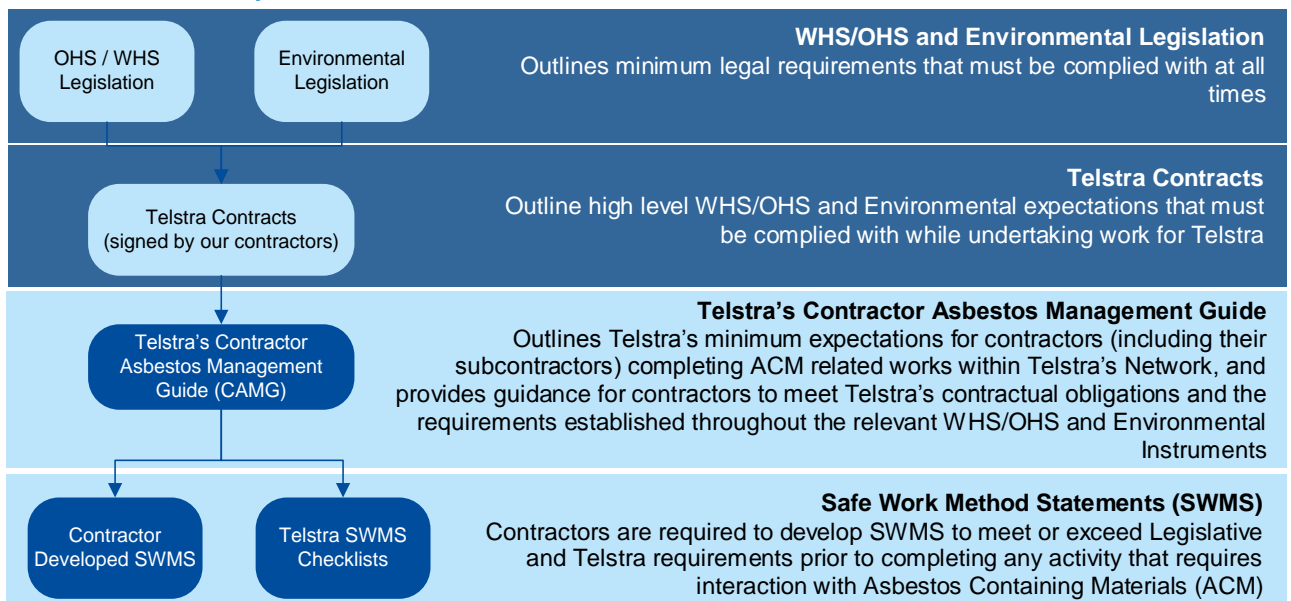 OHS / WHS
Legislation
Environmental
Legislation
WHS/OHS and Environmental Legislation
Outlines minimum legal requirements that must be complied with at all
times
Telstra Contracts
(signed by our contractors)
Telstra Contracts
Outline high level WHS/OHS and Environmental expectations that must
be complied with while undertaking work for Telstra
Telstra's Contractor
Asbestos Management
Guide (CAMG)
Telstra's Contractor Asbestos Management Guide
Outlines Telstra's minimum expectations for contractors (including their
subcontractors) completing ACM related works within Telstra's Network, and
provides guidance for contractors to meet Telstra's contractual obligations and the
requirements established throughout the relevant WHS/OHS and Environmental
Instruments
Contractor
Developed SWMS
Telstra SWMS
Checklists
Safe Work Method Statements (SWMS)
Contractors are required to develop SWMS to meet or exceed Legislative
and Telstra requirements prior to completing any activity that requires
interaction with Asbestos Containing Materials (ACM)